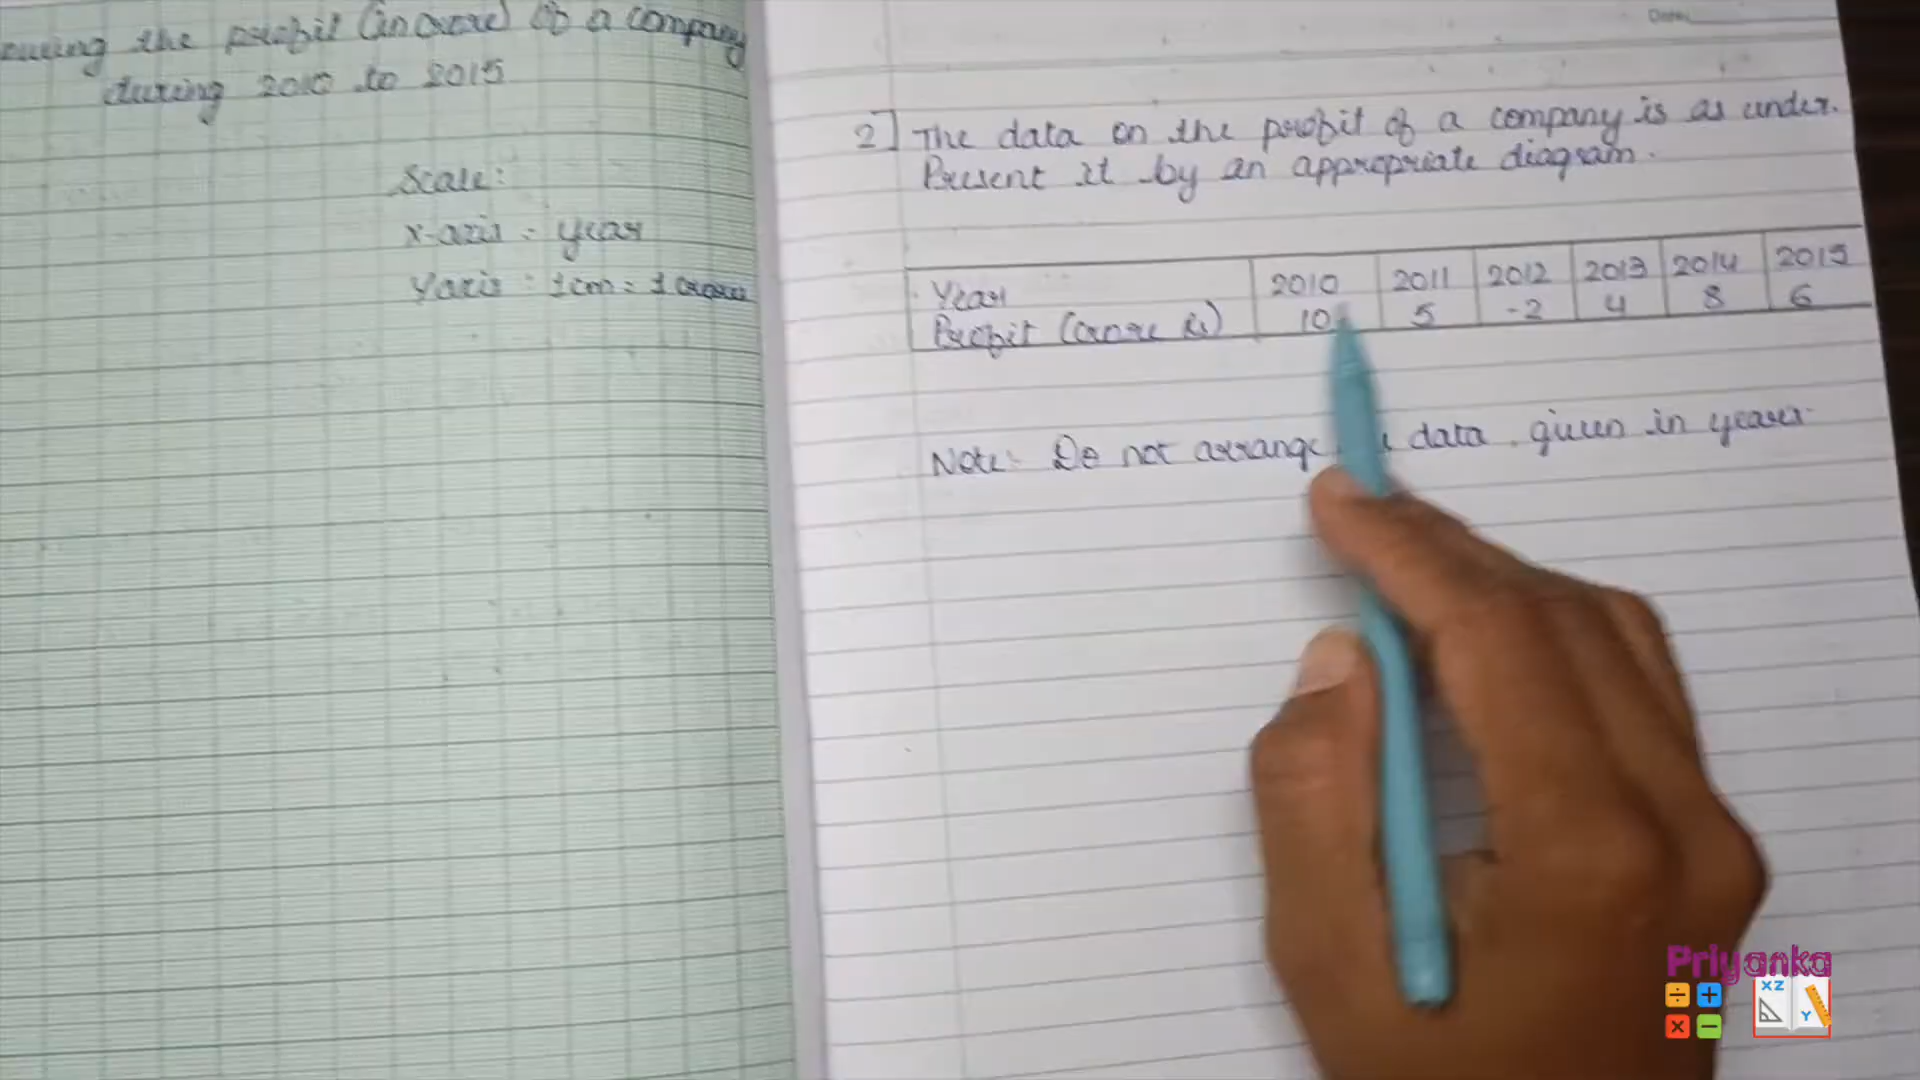 the profit (in crore) of a company
during 2010 to 2015
Scale:
x-axis = year
Yaxis : 1cm = 1 crore
Date:
2] The data on the profit of a company is as under.
Present it by an appropriate diagram.
Year 2010 2011 2012 2013 2014 2015
Profit (crore Rs) 10 5 -2 4 8 6
Note: Do not arrange data, given in years
Priyanka
÷ + XZ
× − Y